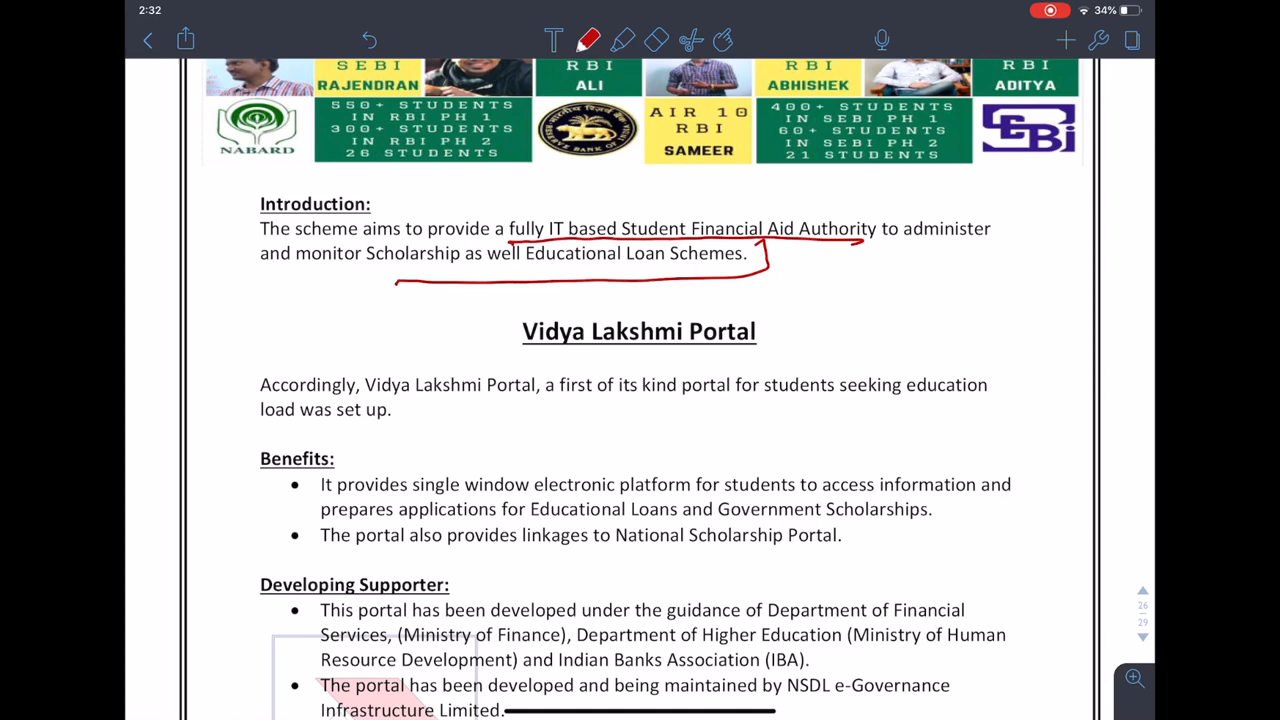 2:32
34%
T
SEBI
RAJENDRAN
RBI
ALI
RBI
ABHISHEK
RBI
ADITYA
NABARD
550+ STUDENTS
IN RBI PH 1
300+ STUDENTS
IN RBI PH 2
26 STUDENTS
AIR 10
RBI
SAMEER
400+ STUDENTS
IN SEBI PH 1
60+ STUDENTS
IN SEBI PH 2
21 STUDENTS
SEBI
Introduction:
The scheme aims to provide a fully IT based Student Financial Aid Authority to administer
and monitor Scholarship as well Educational Loan Schemes.
Vidya Lakshmi Portal
Accordingly, Vidya Lakshmi Portal, a first of its kind portal for students seeking education
load was set up.
Benefits:
• It provides single window electronic platform for students to access information and
prepares applications for Educational Loans and Government Scholarships.
• The portal also provides linkages to National Scholarship Portal.
Developing Supporter:
• This portal has been developed under the guidance of Department of Financial
Services, (Ministry of Finance), Department of Higher Education (Ministry of Human
Resource Development) and Indian Banks Association (IBA).
• The portal has been developed and being maintained by NSDL e-Governance
Infrastructure Limited.
26
29